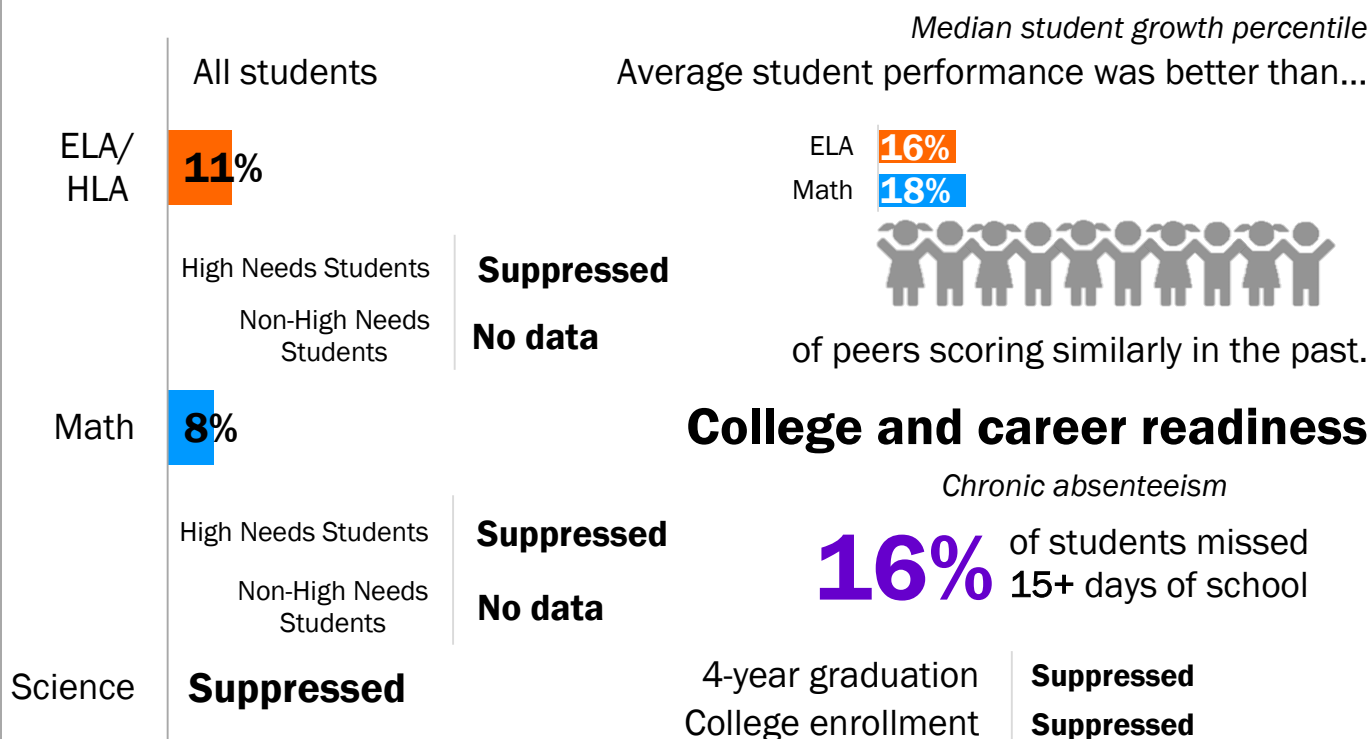 All students
ELA/
HLA
11%
High Needs Students
Suppressed
Non-High Needs
Students
No data
Math
8%
High Needs Students
Suppressed
Non-High Needs
Students
No data
Science
Suppressed
Median student growth percentile
Average student performance was better than...
ELA
16%
Math
18%
of peers scoring similarly in the past.
College and career readiness
Chronic absenteeism
16%
of students missed
15+ days of school
4-year graduation
Suppressed
College enrollment
Suppressed